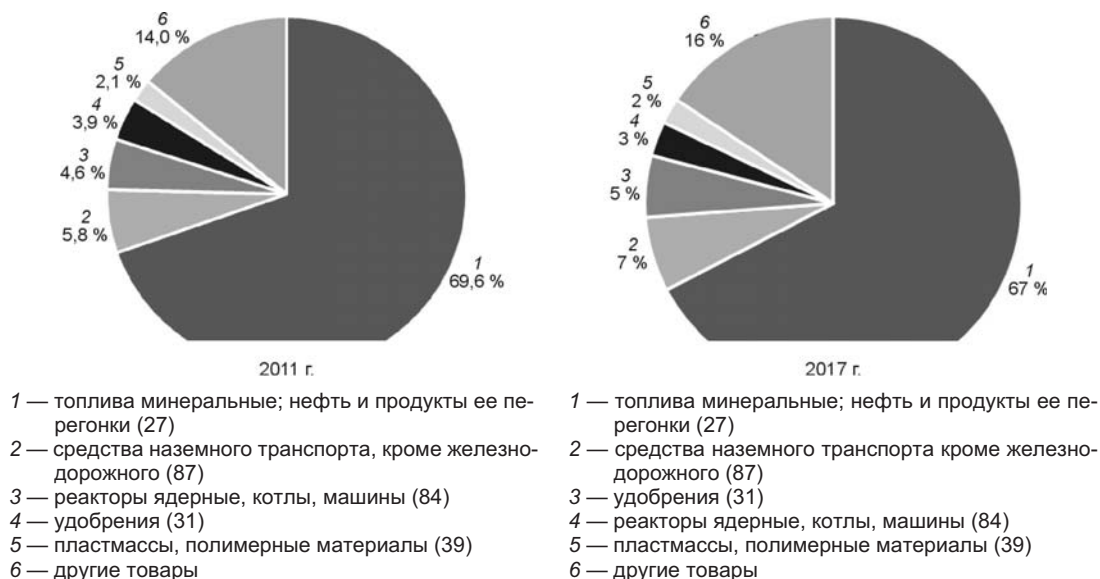 6
14,0 %
5
2,1 %
4
3,9 %
3
4,6 %
2
5,8 %
1
69,6 %
2011 г.
1 — топлива минеральные; нефть и продукты ее пе-
регонки (27)
2 — средства наземного транспорта, кроме железно-
дорожного (87)
3 — реакторы ядерные, котлы, машины (84)
4 — удобрения (31)
5 — пластмассы, полимерные материалы (39)
6 — другие товары
6
16 %
5
2 %
4
3 %
3
5 %
2
7 %
1
67 %
2017 г.
1 — топлива минеральные; нефть и продукты ее пе-
регонки (27)
2 — средства наземного транспорта кроме железно-
дорожного (87)
3 — удобрения (31)
4 — реакторы ядерные, котлы, машины (84)
5 — пластмассы, полимерные материалы (39)
6 — другие товары